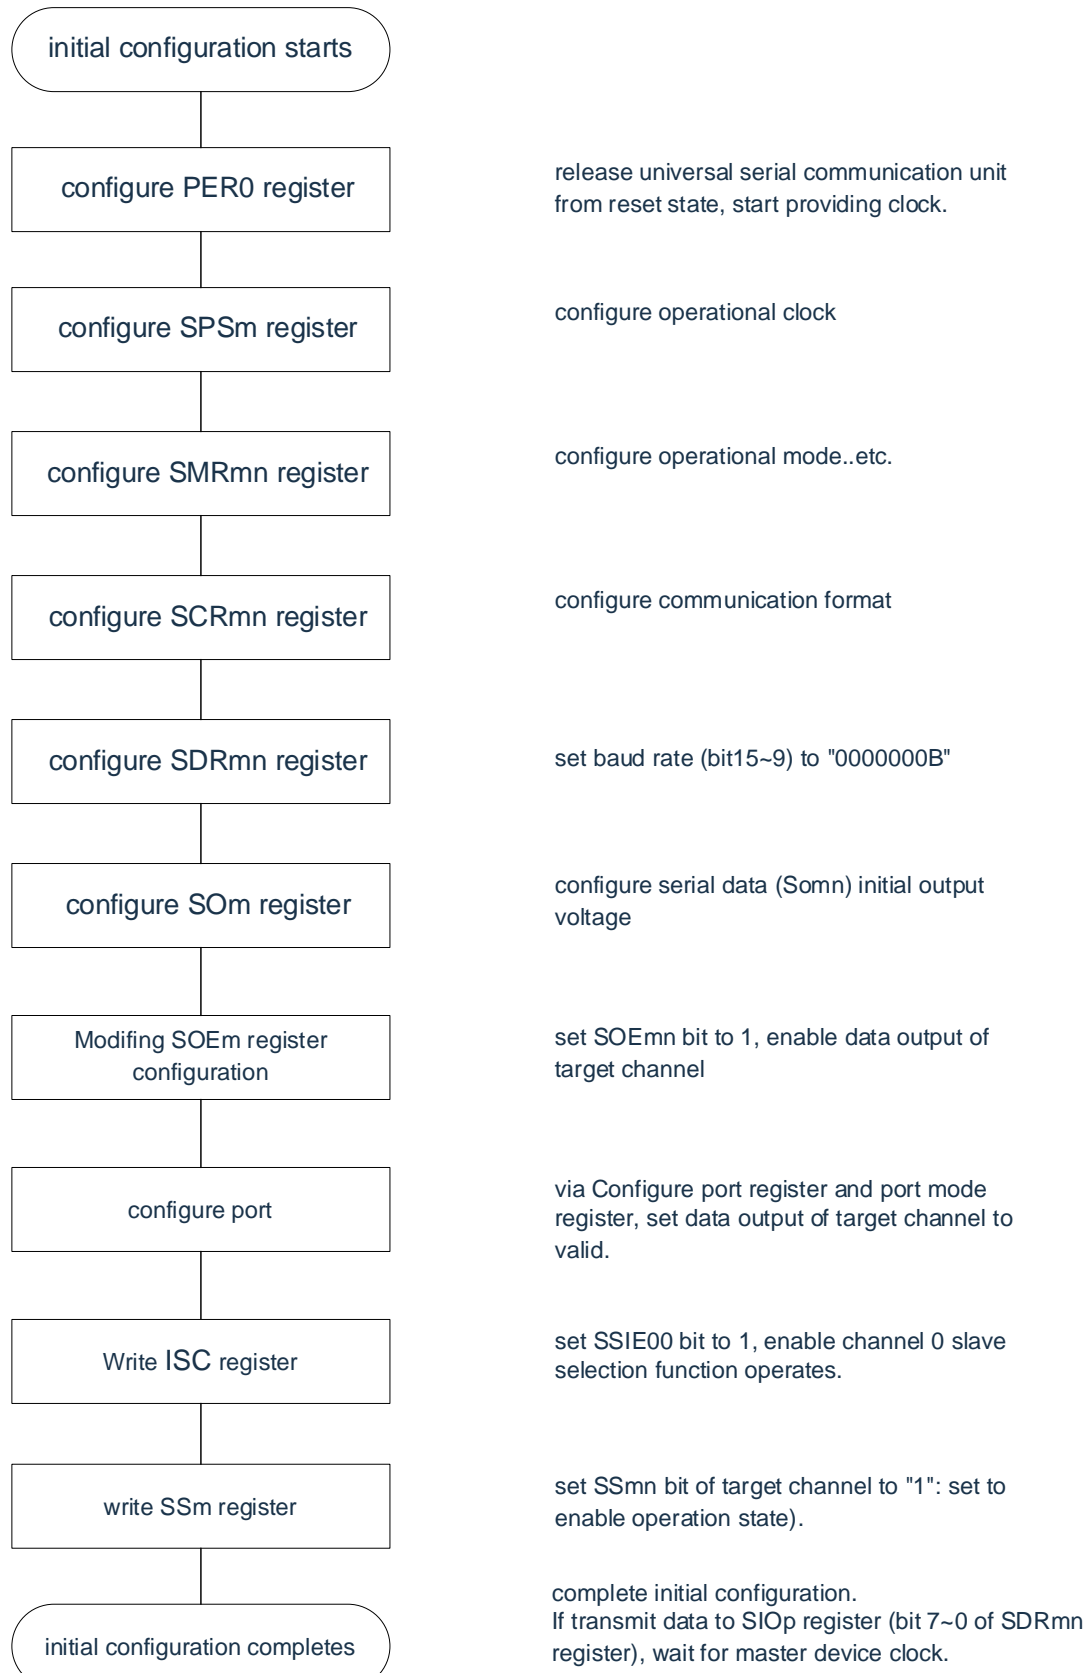 initial configuration starts
configure PER0 register
release universal serial communication unit
from reset state, start providing clock.
configure SPSm register
configure operational clock
configure SMRmn register
configure operational mode..etc.
configure SCRmn register
configure communication format
configure SDRmn register
set baud rate (bit15~9) to "0000000B"
configure SOm register
configure serial data (Somn) initial output
voltage
Modifing SOEm register
configuration
set SOEmn bit to 1, enable data output of
target channel
configure port
via Configure port register and port mode
register, set data output of target channel to
valid.
Write ISC register
set SSIE00 bit to 1, enable channel 0 slave
selection function operates.
write SSm register
set SSmn bit of target channel to "1": set to
enable operation state).
initial configuration completes
complete initial configuration.
If transmit data to SIOp register (bit 7~0 of SDRmn
register), wait for master device clock.